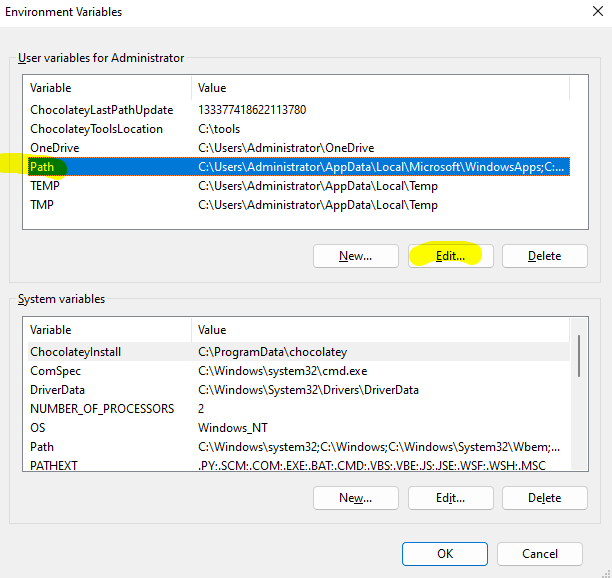 Environment Variables
User variables for Administrator
Variable Value
ChocolateyLastPathUpdate 133377418622113780
ChocolateyToolsLocation C:\tools
OneDrive C:\Users\Administrator\OneDrive
Path C:\Users\Administrator\AppData\Local\Microsoft\WindowsApps;C:...
TEMP C:\Users\Administrator\AppData\Local\Temp
TMP C:\Users\Administrator\AppData\Local\Temp
New... Edit... Delete
System variables
Variable Value
ChocolateyInstall C:\ProgramData\chocolatey
ComSpec C:\Windows\system32\cmd.exe
DriverData C:\Windows\System32\Drivers\DriverData
NUMBER_OF_PROCESSORS 2
OS Windows_NT
Path C:\Windows\system32;C:\Windows;C:\Windows\System32\Wbem;...
PATHEXT .PY;.SCM;.COM;.EXE;.BAT;.CMD;.VBS;.VBE;.JS;.JSE;.WSF;.WSH;.MSC
New... Edit... Delete
OK Cancel